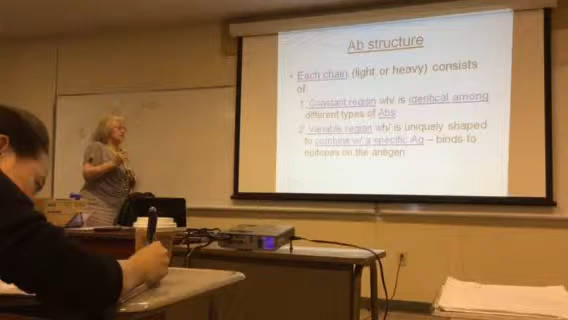 Ab structure
• Each chain (light or heavy) consists
of
1. Constant region wh/ is identical among
different types of Abs
2. Variable region wh/ is uniquely shaped
to combine w/ a specific Ag – binds to
epitopes on the antigen